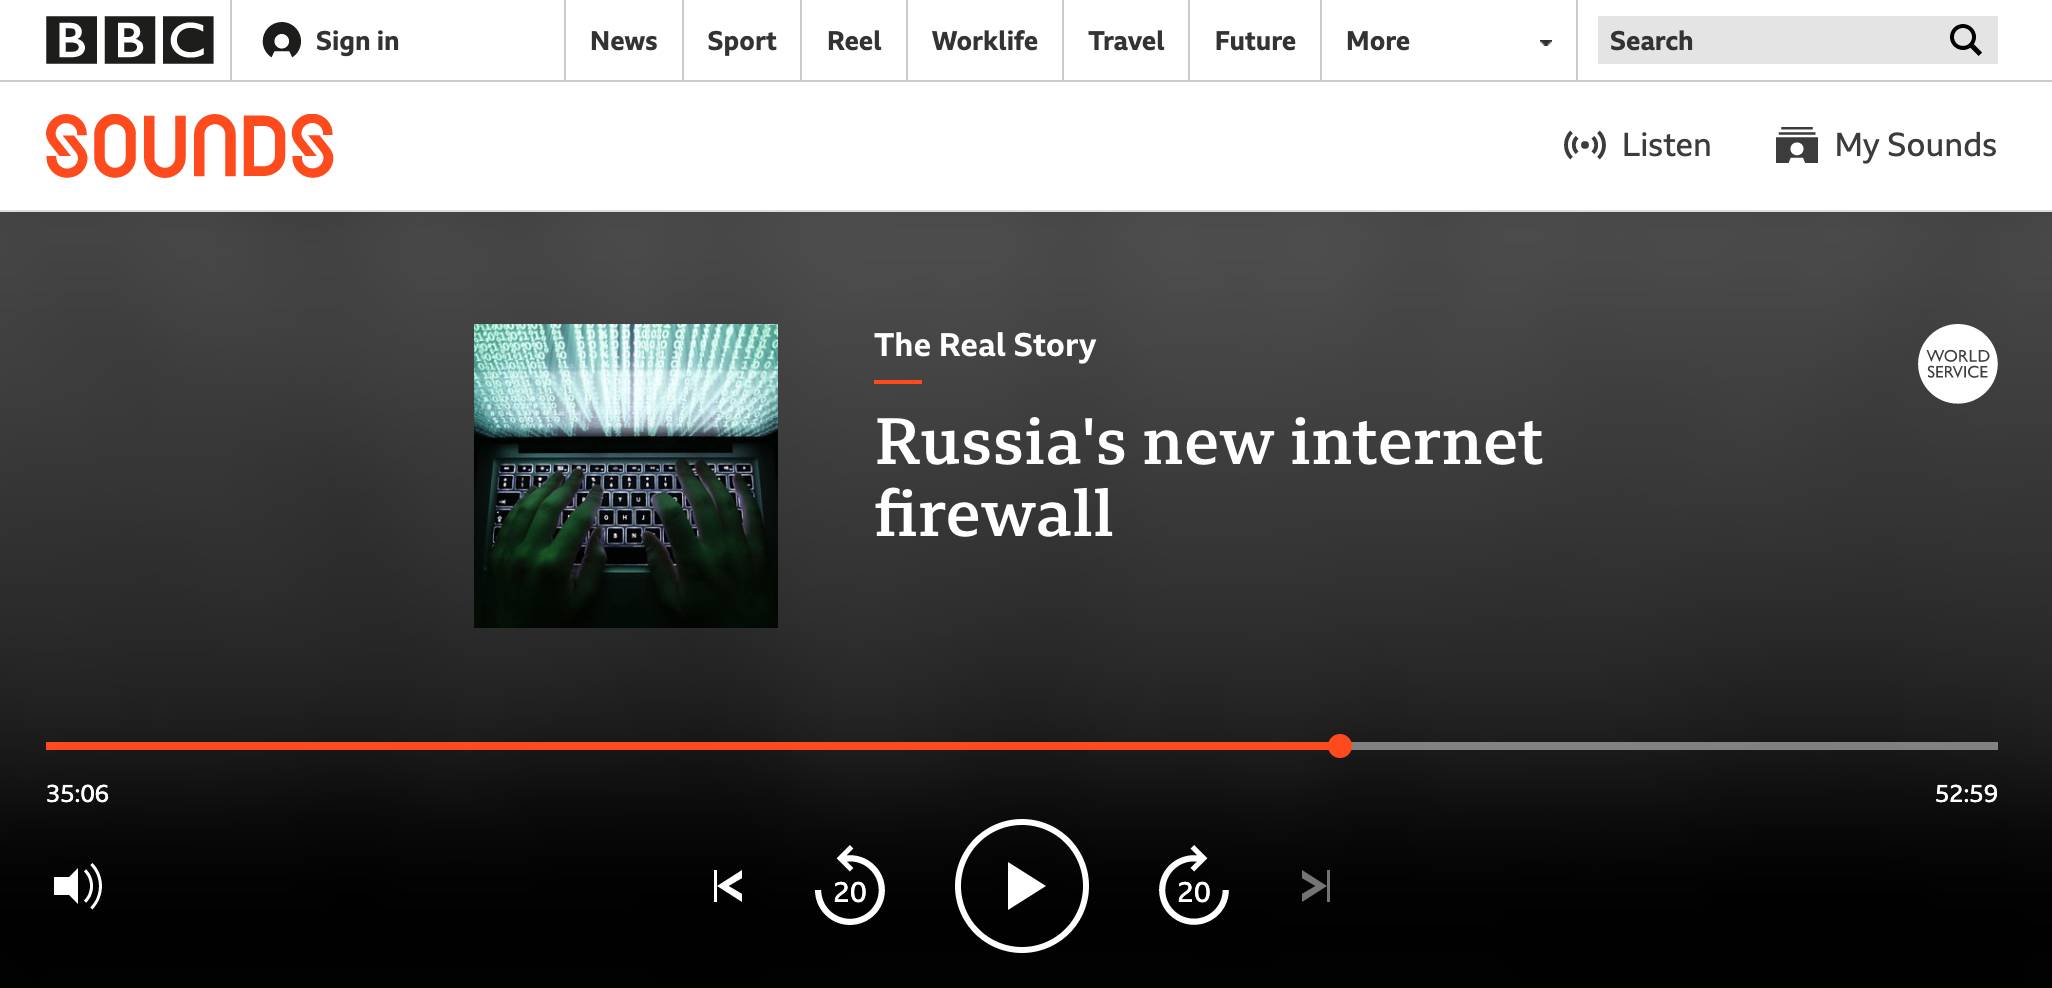 BBC
Sign in
News
Sport
Reel
Worklife
Travel
Future
More
Search
SOUNDS
Listen
My Sounds
The Real Story
WORLD
SERVICE
Russia's new internet
firewall
35:06
52:59
20
20